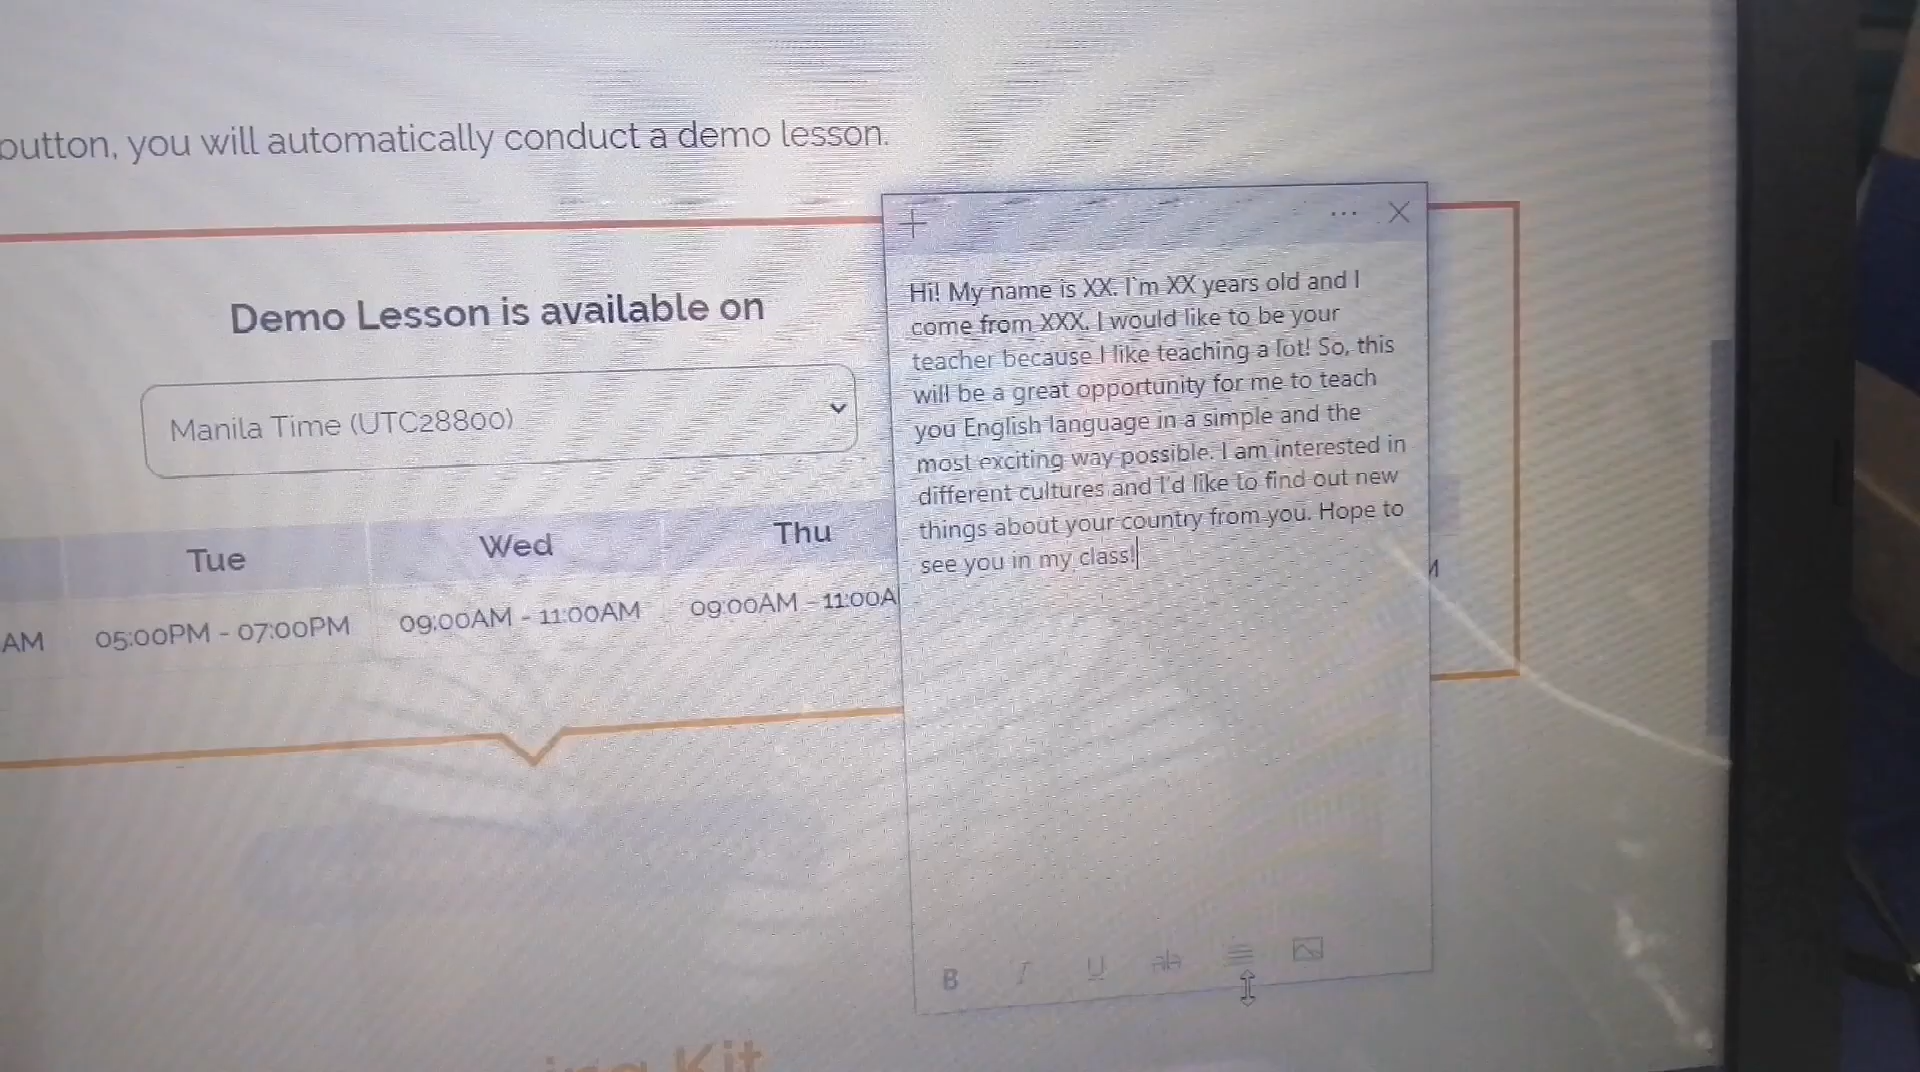 button, you will automatically conduct a demo lesson.
Demo Lesson is available on
Manila Time (UTC28800)
Tue
Wed
Thu
AM
05:00PM - 07:00PM
09:00AM - 11:00AM
09:00AM - 11:00A
Hi! My name is XX. I'm XX years old and I
come from XXX. I would like to be your
teacher because I like teaching a lot! So, this
will be a great opportunity for me to teach
you English language in a simple and the
most exciting way possible. I am interested in
different cultures and I'd like to find out new
things about your country from you. Hope to
see you in my class!
B I U ab
Kit